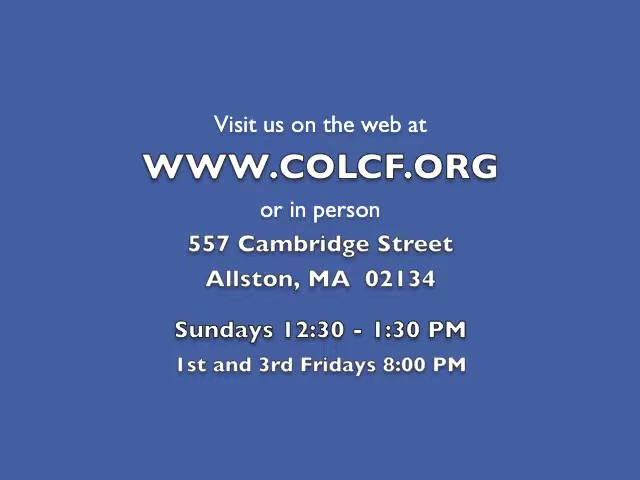 Visit us on the web at
WWW.COLCF.ORG
or in person
557 Cambridge Street
Allston, MA  02134
Sundays 12:30 - 1:30 PM
1st and 3rd Fridays 8:00 PM